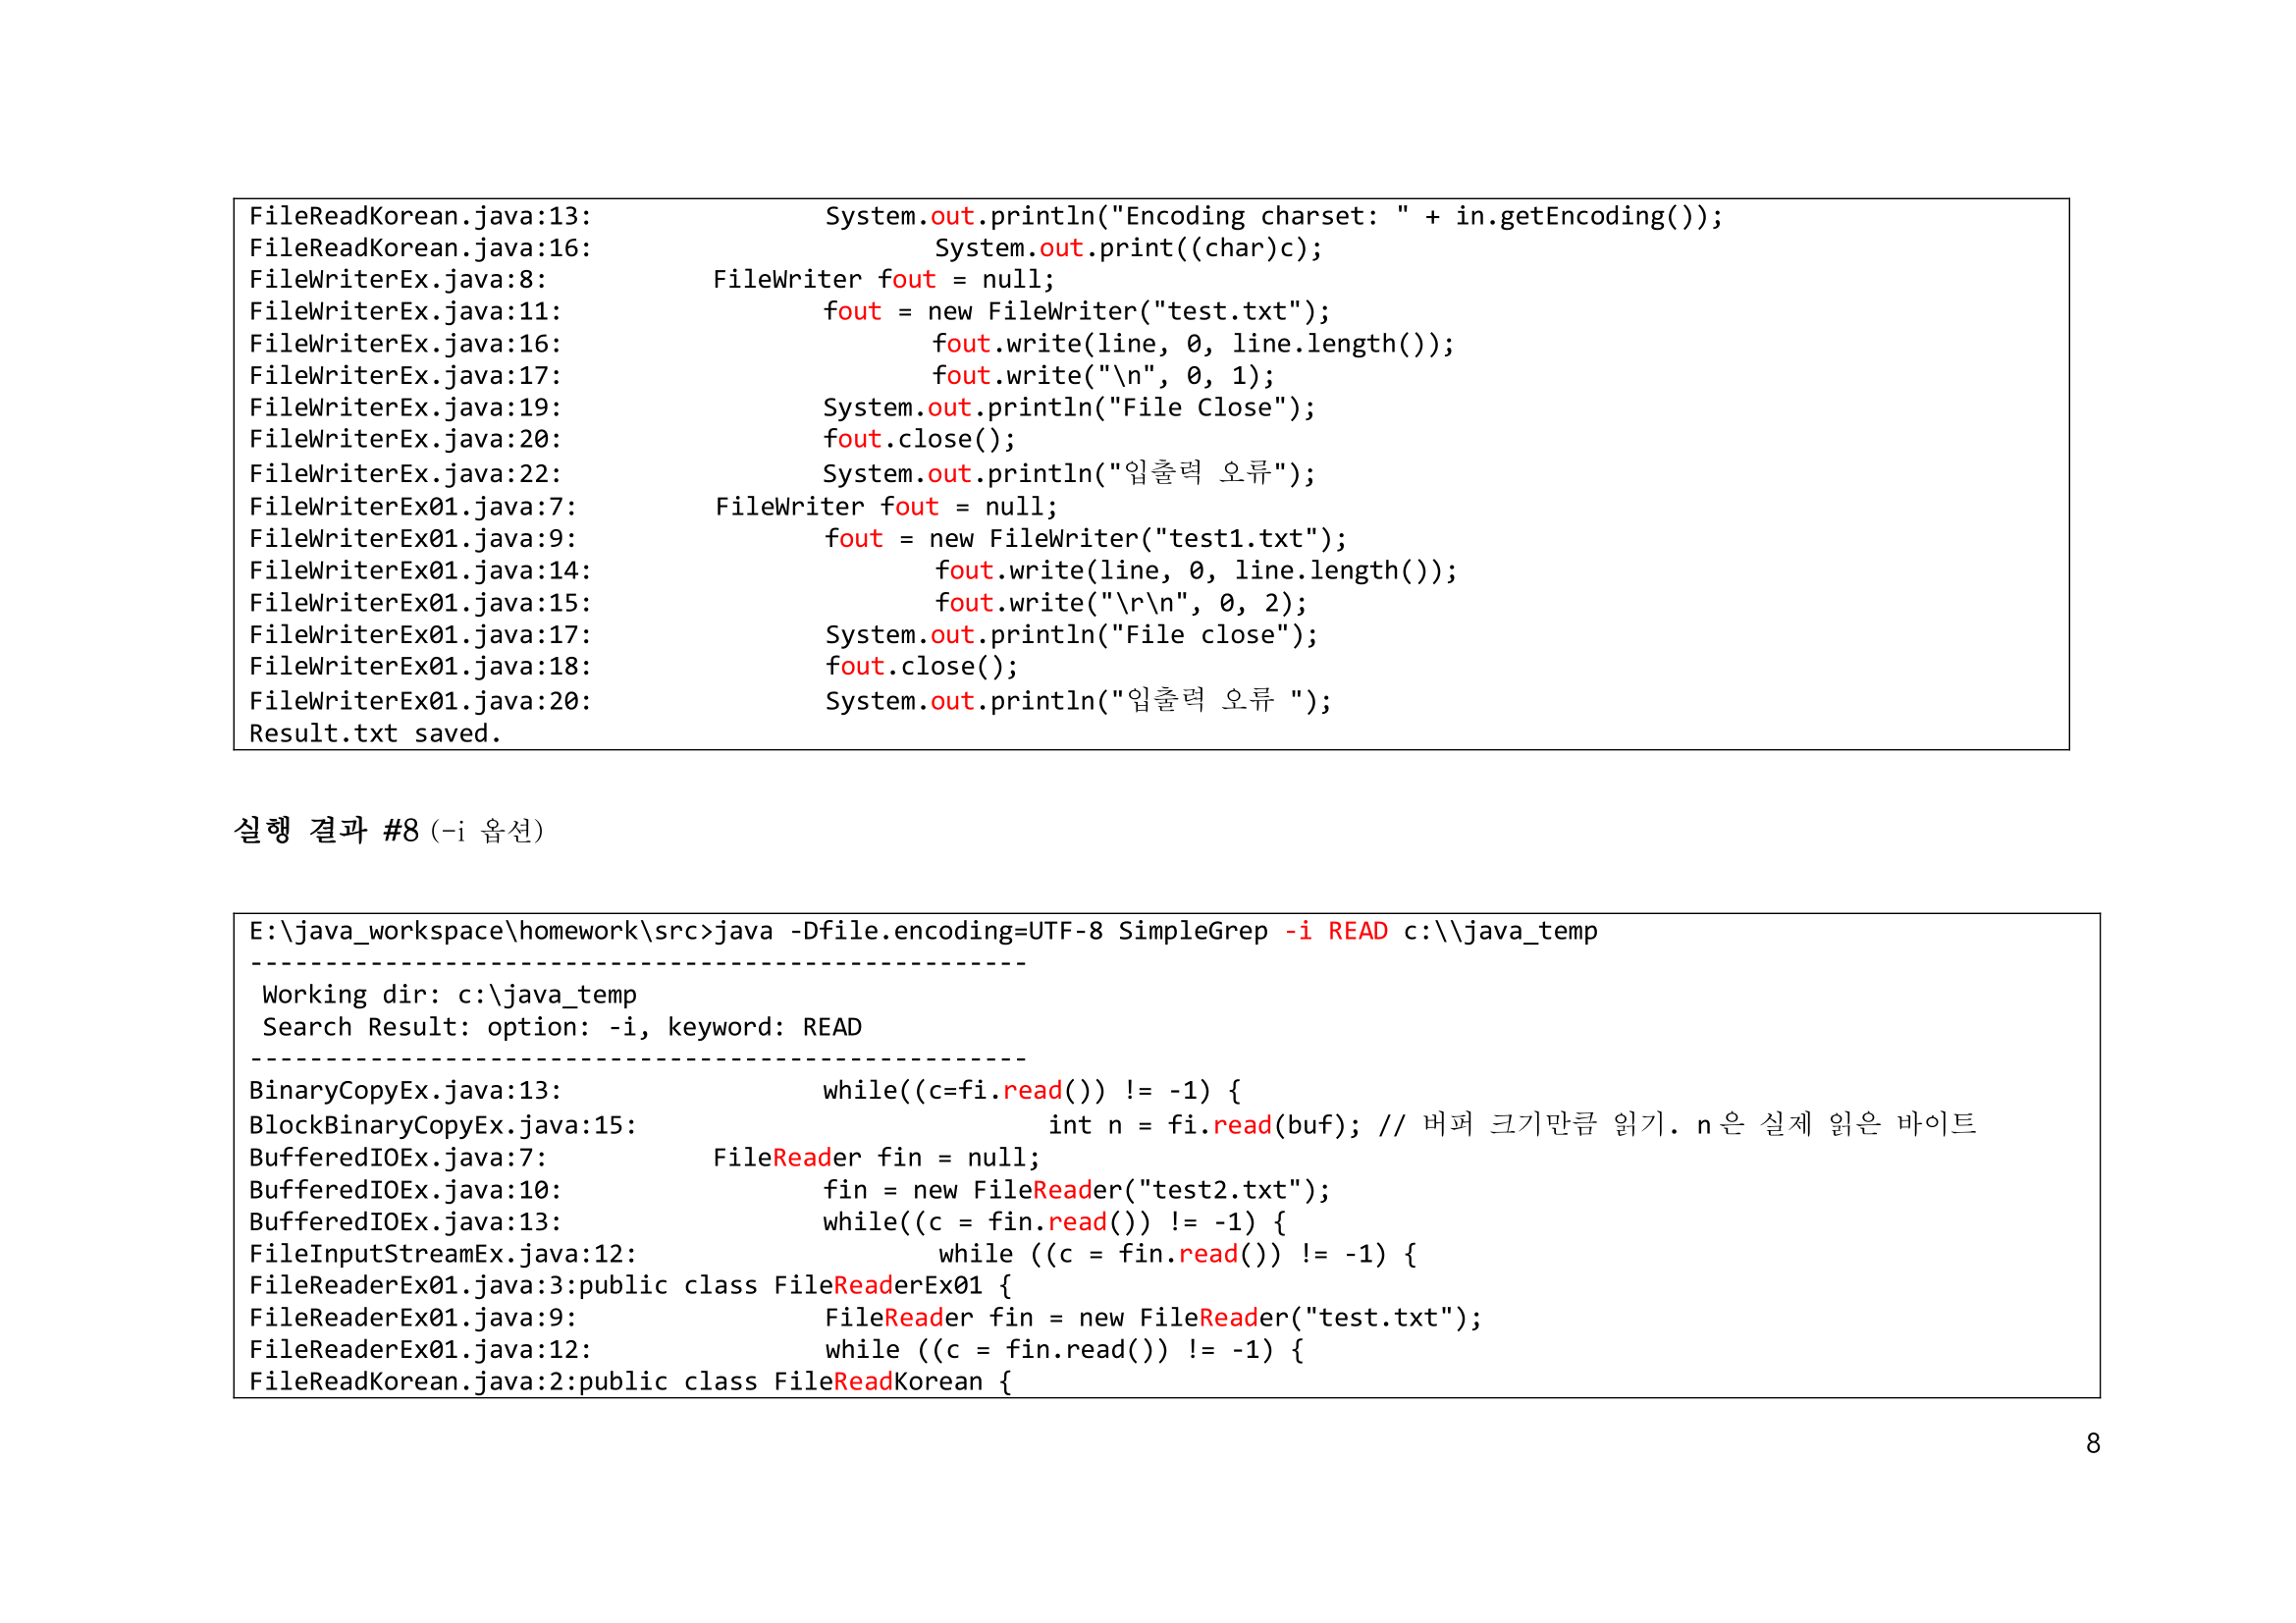 FileReadKorean.java:13:                System.out.println("Encoding charset: " + in.getEncoding());
FileReadKorean.java:16:                        System.out.print((char)c);
FileWriterEx.java:8:           FileWriter fout = null;
FileWriterEx.java:11:                  fout = new FileWriter("test.txt");
FileWriterEx.java:16:                          fout.write(line, 0, line.length());
FileWriterEx.java:17:                          fout.write("\n", 0, 1);
FileWriterEx.java:19:                  System.out.println("File Close");
FileWriterEx.java:20:                  fout.close();
FileWriterEx.java:22:                  System.out.println("입출력 오류");
FileWriterEx01.java:7:         FileWriter fout = null;
FileWriterEx01.java:9:                 fout = new FileWriter("test1.txt");
FileWriterEx01.java:14:                        fout.write(line, 0, line.length());
FileWriterEx01.java:15:                        fout.write("\r\n", 0, 2);
FileWriterEx01.java:17:                System.out.println("File close");
FileWriterEx01.java:18:                fout.close();
FileWriterEx01.java:20:                System.out.println("입출력 오류 ");
Result.txt saved.
실행 결과 #8 (-i 옵션)
E:\java_workspace\homework\src>java -Dfile.encoding=UTF-8 SimpleGrep -i READ c:\\java_temp
----------------------------------------------------
 Working dir: c:\java_temp
 Search Result: option: -i, keyword: READ
----------------------------------------------------
BinaryCopyEx.java:13:                  while((c=fi.read()) != -1) {
BlockBinaryCopyEx.java:15:                             int n = fi.read(buf); // 버퍼 크기만큼 읽기. n은 실제 읽은 바이트
BufferedIOEx.java:7:           FileReader fin = null;
BufferedIOEx.java:10:                  fin = new FileReader("test2.txt");
BufferedIOEx.java:13:                  while((c = fin.read()) != -1) {
FileInputStreamEx.java:12:                     while ((c = fin.read()) != -1) {
FileReaderEx01.java:3:public class FileReaderEx01 {
FileReaderEx01.java:9:                 FileReader fin = new FileReader("test.txt");
FileReaderEx01.java:12:                while ((c = fin.read()) != -1) {
FileReadKorean.java:2:public class FileReadKorean {
8